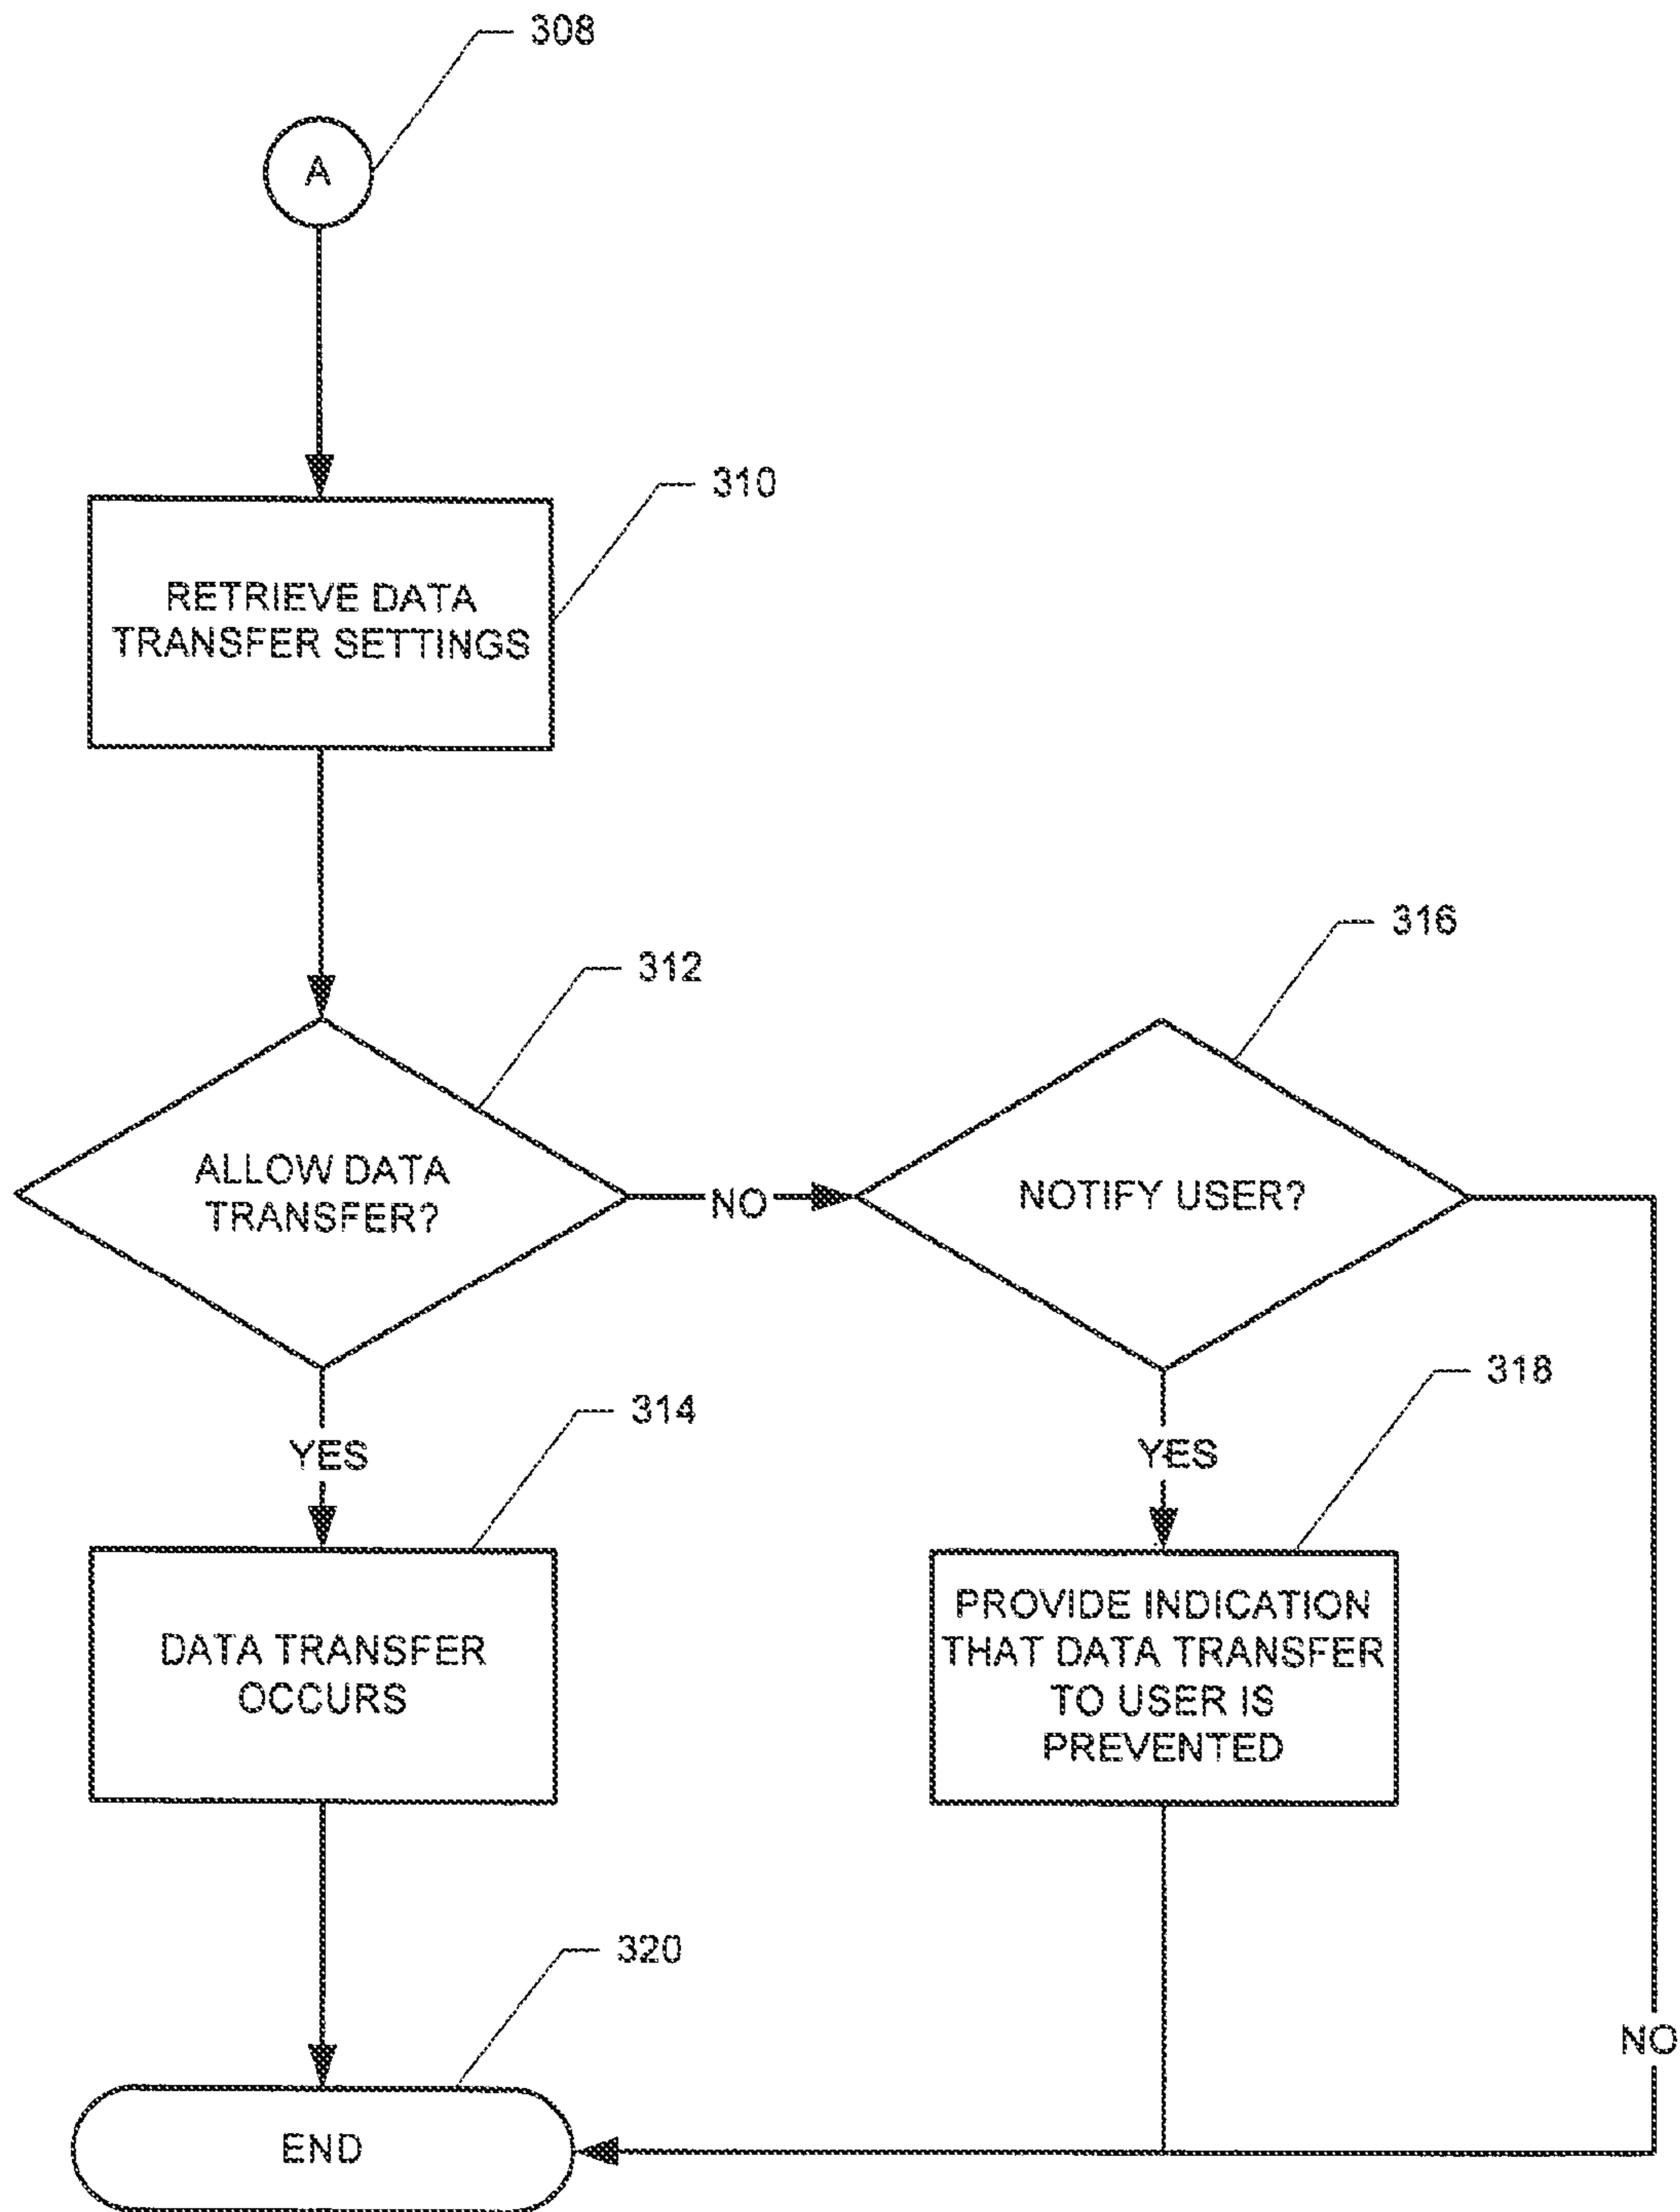 308
A
310
RETRIEVE DATA
TRANSFER SETTINGS
312
316
ALLOW DATA
TRANSFER?
NO
NOTIFY USER?
314
318
YES
YES
DATA TRANSFER
OCCURS
PROVIDE INDICATION
THAT DATA TRANSFER
TO USER IS
PREVENTED
320
NO
END